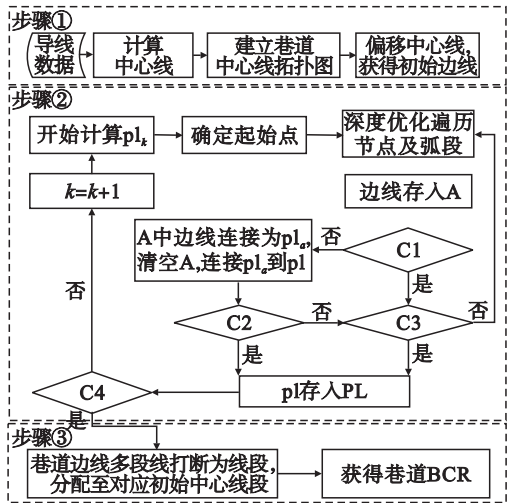 步骤①
导线
数据
计算
中心线
建立巷道
中心线拓扑图
偏移中心线,
获得初始边线
步骤②
开始计算plk
确定起始点
深度优化遍历
节点及弧段
k=k+1
边线存入A
A中边线连接为pla,
清空A,连接pla到pl
否
C1
是
否
C2
否
C3
否
是
是
pl存入PL
C4
是
步骤③
巷道边线多段线打断为线段,
分配至对应初始中心线段
获得巷道BCR